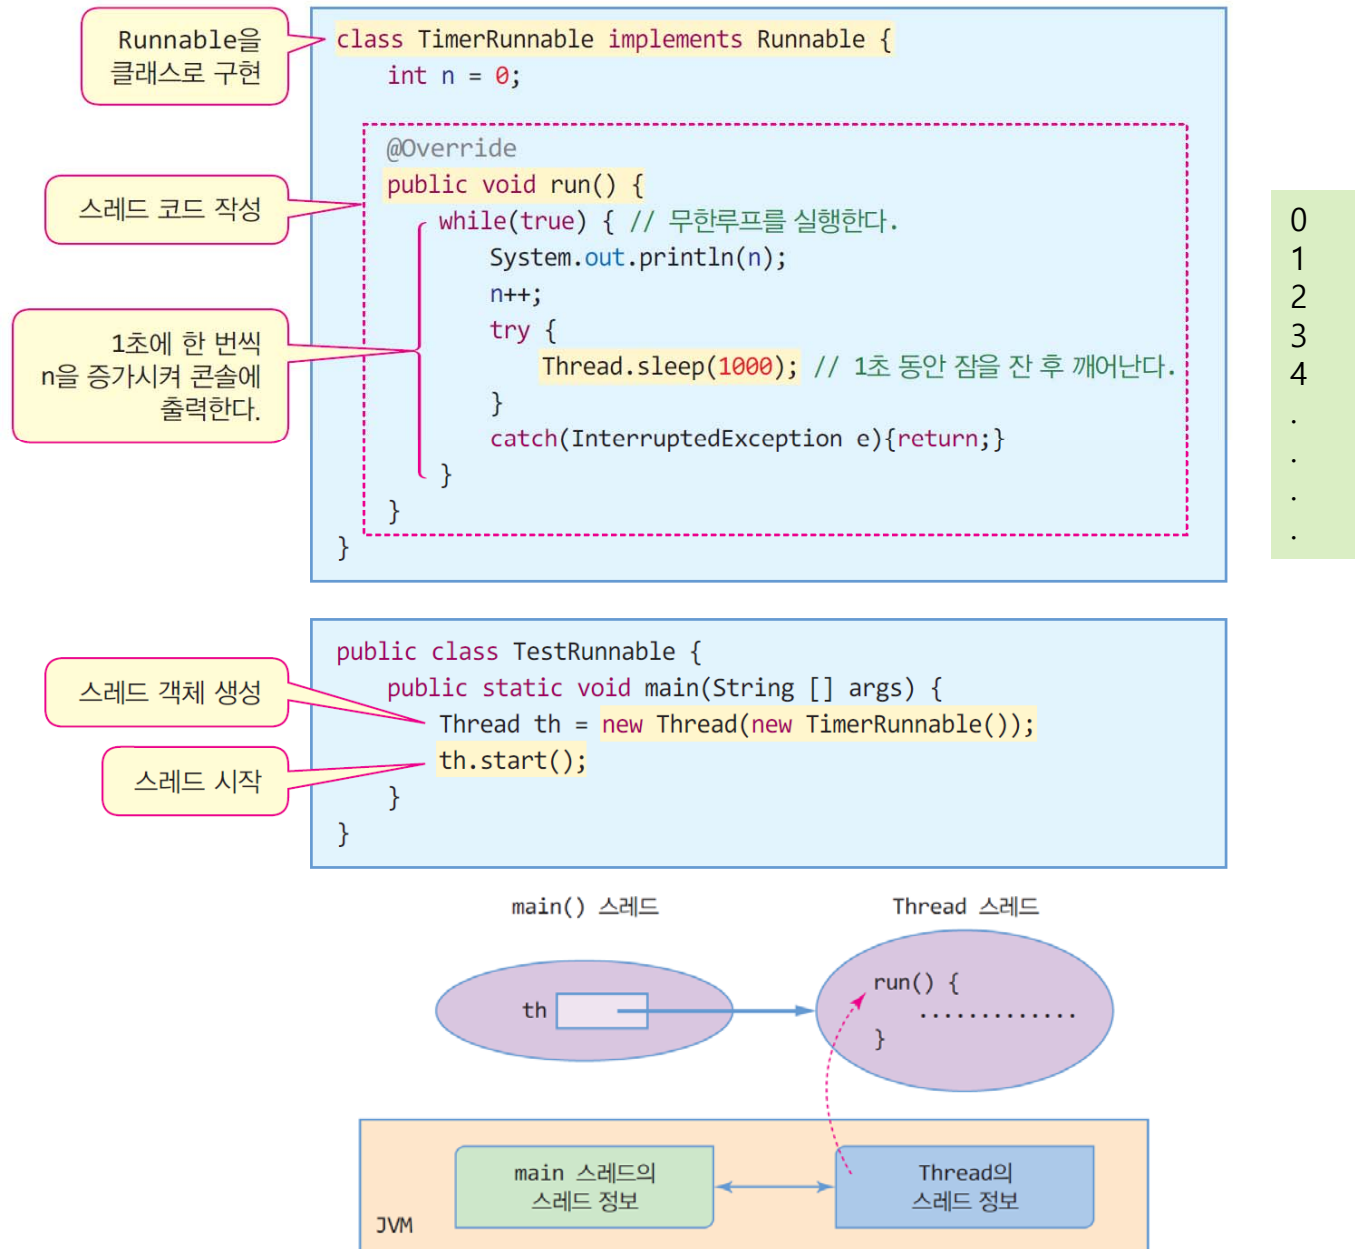 Runnable을
클래스로 구현
class TimerRunnable implements Runnable {
int n = 0;
@Override
public void run() {
스레드 코드 작성
while(true) { // 무한루프를 실행한다.
System.out.println(n);
n++;
try {
1초에 한 번씩
n을 증가시켜 콘솔에
출력한다.
Thread.sleep(1000); // 1초 동안 잠을 잔 후 깨어난다.
}
catch(InterruptedException e){return;}
}
}
}
0
1
2
3
4
.
.
.
.
public class TestRunnable {
스레드 객체 생성
public static void main(String [] args) {
Thread th = new Thread(new TimerRunnable());
스레드 시작
th.start();
}
}
main() 스레드
Thread 스레드
th
run() {
.............
}
main 스레드의
스레드 정보
Thread의
스레드 정보
JVM